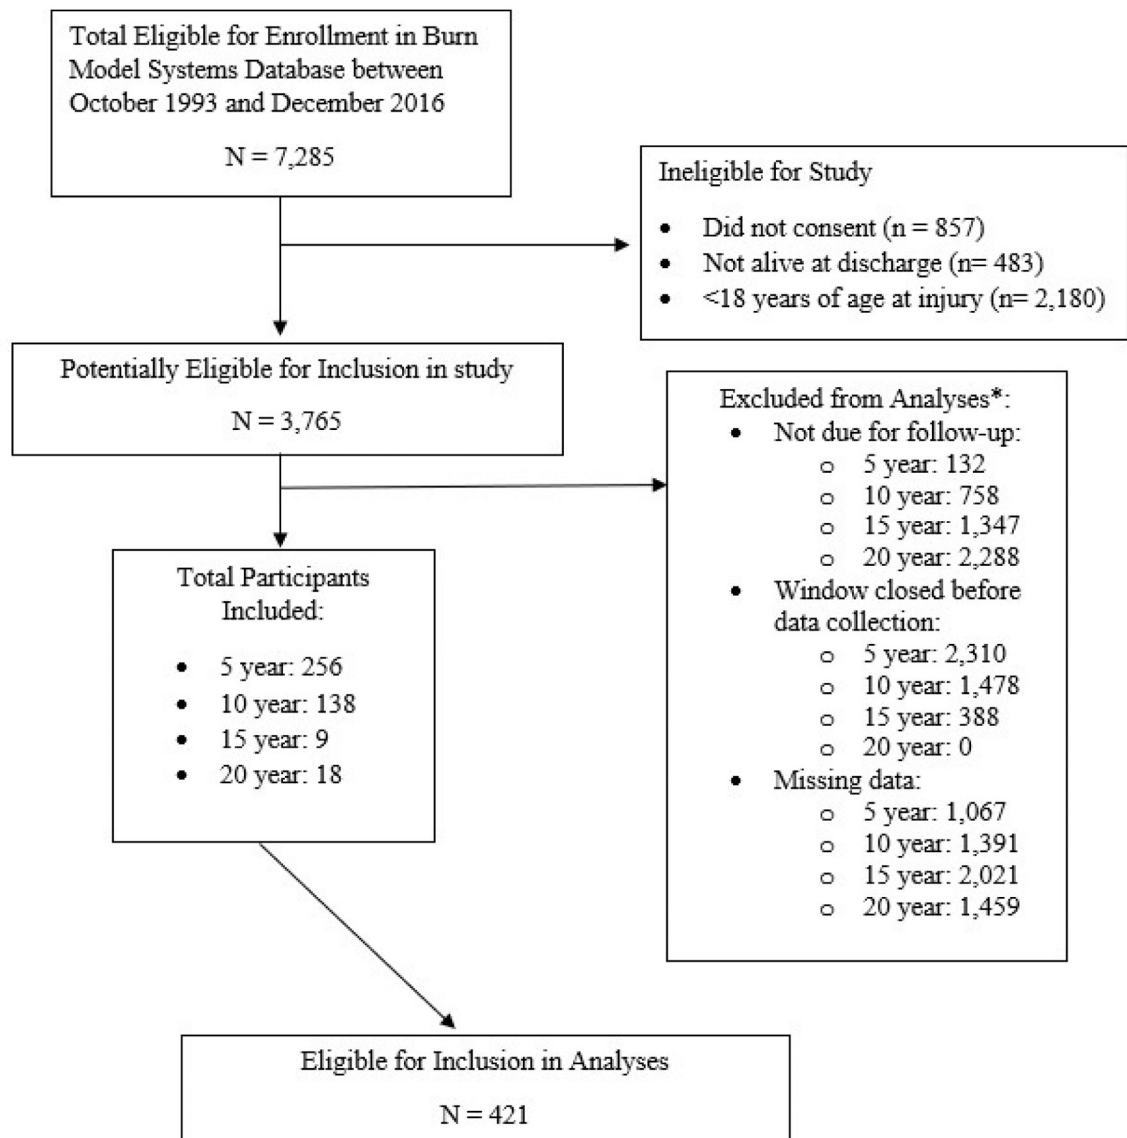 Total Eligible for Enrollment in Burn
Model Systems Database between
October 1993 and December 2016
N = 7,285
Ineligible for Study
• Did not consent (n = 857)
• Not alive at discharge (n= 483)
• <18 years of age at injury (n= 2,180)
Potentially Eligible for Inclusion in study
N = 3,765
Excluded from Analyses*:
• Not due for follow-up:
o 5 year: 132
o 10 year: 758
o 15 year: 1,347
o 20 year: 2,288
• Window closed before
data collection:
o 5 year: 2,310
o 10 year: 1,478
o 15 year: 388
o 20 year: 0
• Missing data:
o 5 year: 1,067
o 10 year: 1,391
o 15 year: 2,021
o 20 year: 1,459
Total Participants
Included:
• 5 year: 256
• 10 year: 138
• 15 year: 9
• 20 year: 18
Eligible for Inclusion in Analyses
N = 421